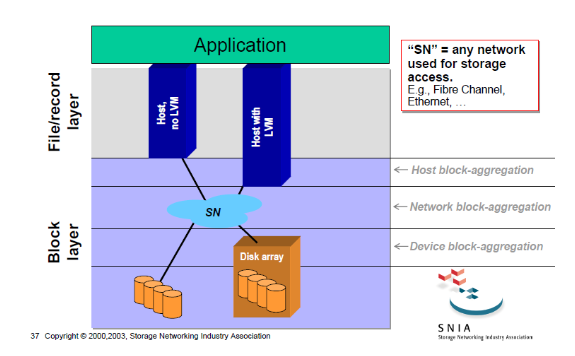 Application
"SN" = any network
used for storage
access.
E.g., Fibre Channel,
Ethernet, …
File/record
layer
Host,
no LVM
Host with
LVM
Host block-aggregation
SN
Network block-aggregation
Block
layer
Disk array
Device block-aggregation
SNIA
Storage Networking Industry Association
37 Copyright © 2000,2003, Storage Networking Industry Association